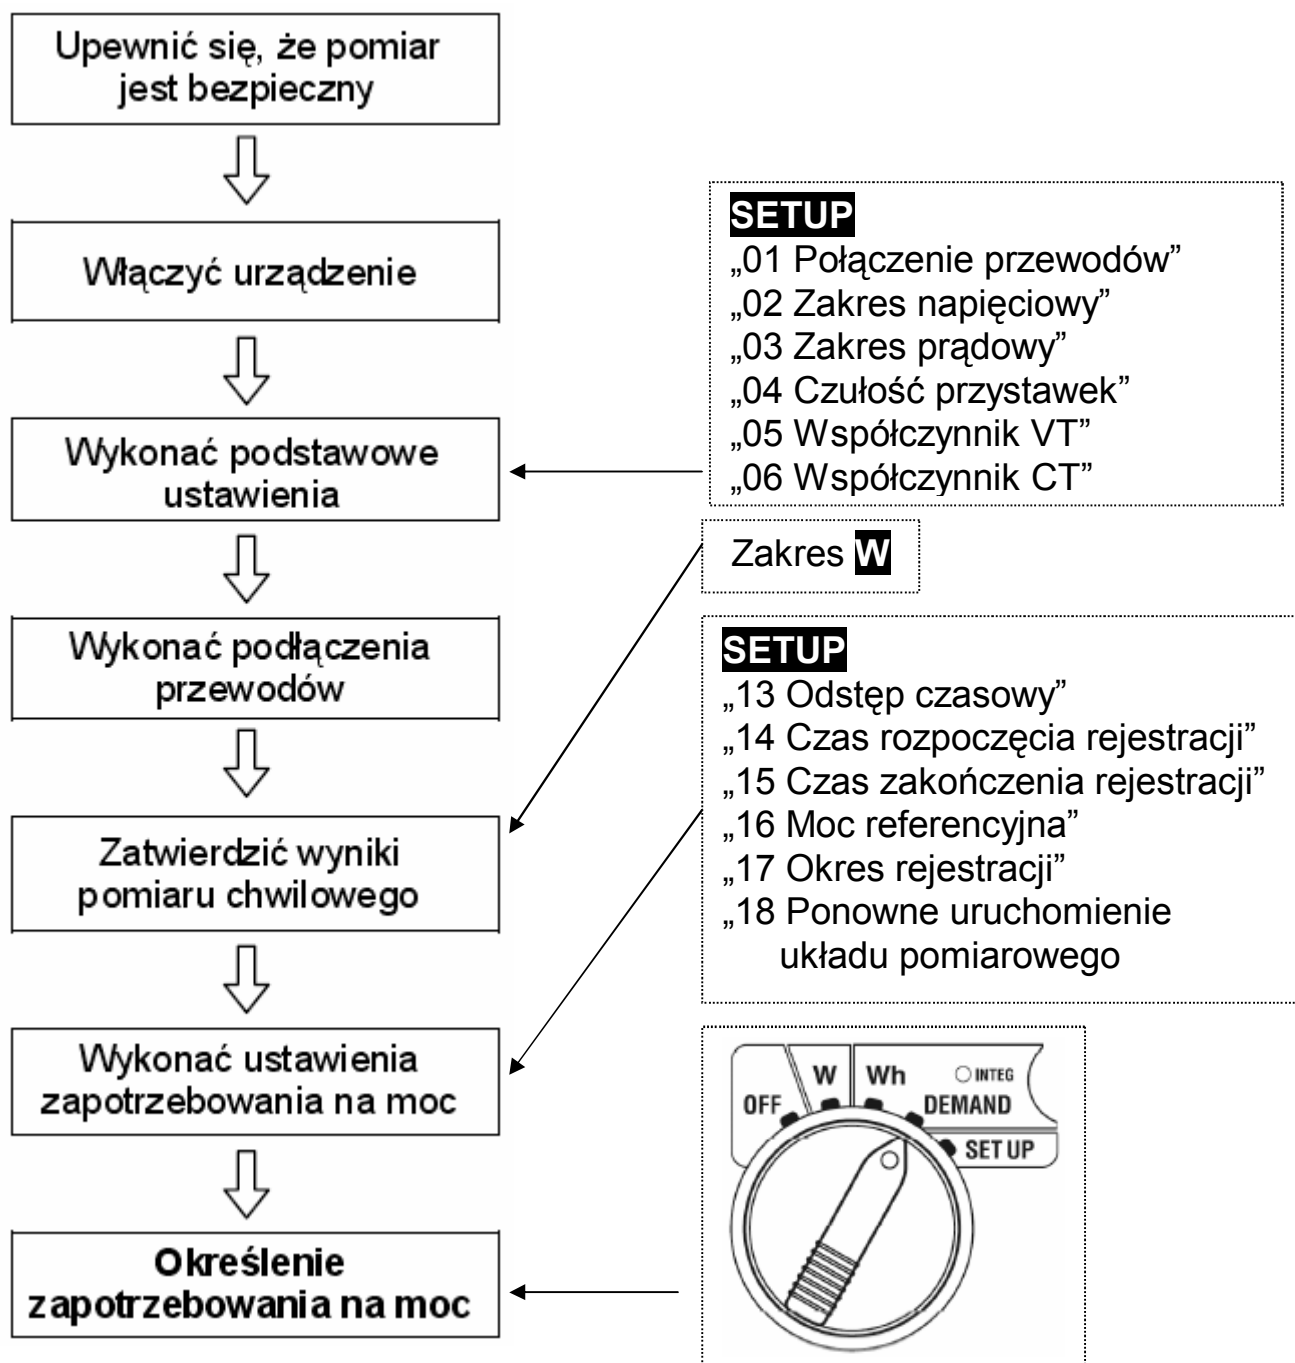 Upewnić się, że pomiar
jest bezpieczny
Włączyć urządzenie
Wykonać podstawowe
ustawienia
Wykonać podłączenia
przewodów
Zatwierdzić wyniki
pomiaru chwilowego
Wykonać ustawienia
zapotrzebowania na moc
Określenie
zapotrzebowania na moc
SETUP
„01 Połączenie przewodów”
„02 Zakres napięciowy”
„03 Zakres prądowy”
„04 Czułość przystawek”
„05 Współczynnik VT”
„06 Współczynnik CT”
Zakres W
SETUP
„13 Odstęp czasowy”
„14 Czas rozpoczęcia rejestracji”
„15 Czas zakończenia rejestracji”
„16 Moc referencyjna”
„17 Okres rejestracji”
„18 Ponowne uruchomienie
układu pomiarowego
OFF
W
Wh
INTEG
DEMAND
SET UP